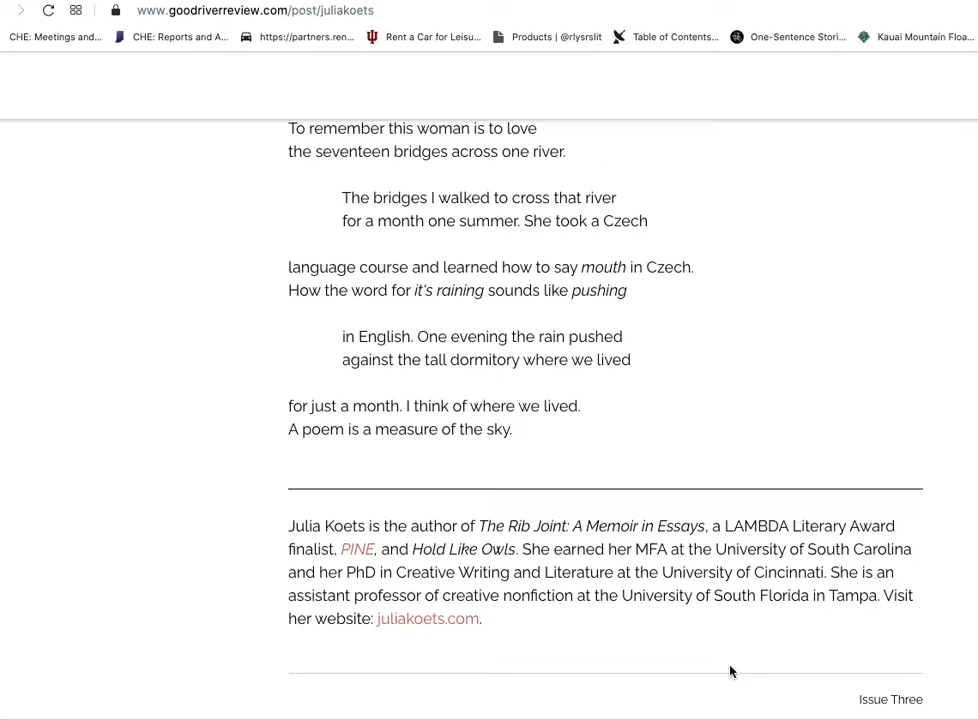 www.goodriverreview.com/post/juliakoets
CHE: Meetings and... CHE: Reports and A... https://partners.ren... Rent a Car for Leisu... Products | @rlysrslit Table of Contents... One-Sentence Stori... Kauai Mountain Floa...
To remember this woman is to love
the seventeen bridges across one river.
The bridges I walked to cross that river
for a month one summer. She took a Czech
language course and learned how to say mouth in Czech.
How the word for it's raining sounds like pushing
in English. One evening the rain pushed
against the tall dormitory where we lived
for just a month. I think of where we lived.
A poem is a measure of the sky.
Julia Koets is the author of The Rib Joint: A Memoir in Essays, a LAMBDA Literary Award
finalist, PINE, and Hold Like Owls. She earned her MFA at the University of South Carolina
and her PhD in Creative Writing and Literature at the University of Cincinnati. She is an
assistant professor of creative nonfiction at the University of South Florida in Tampa. Visit
her website: juliakoets.com.
Issue Three